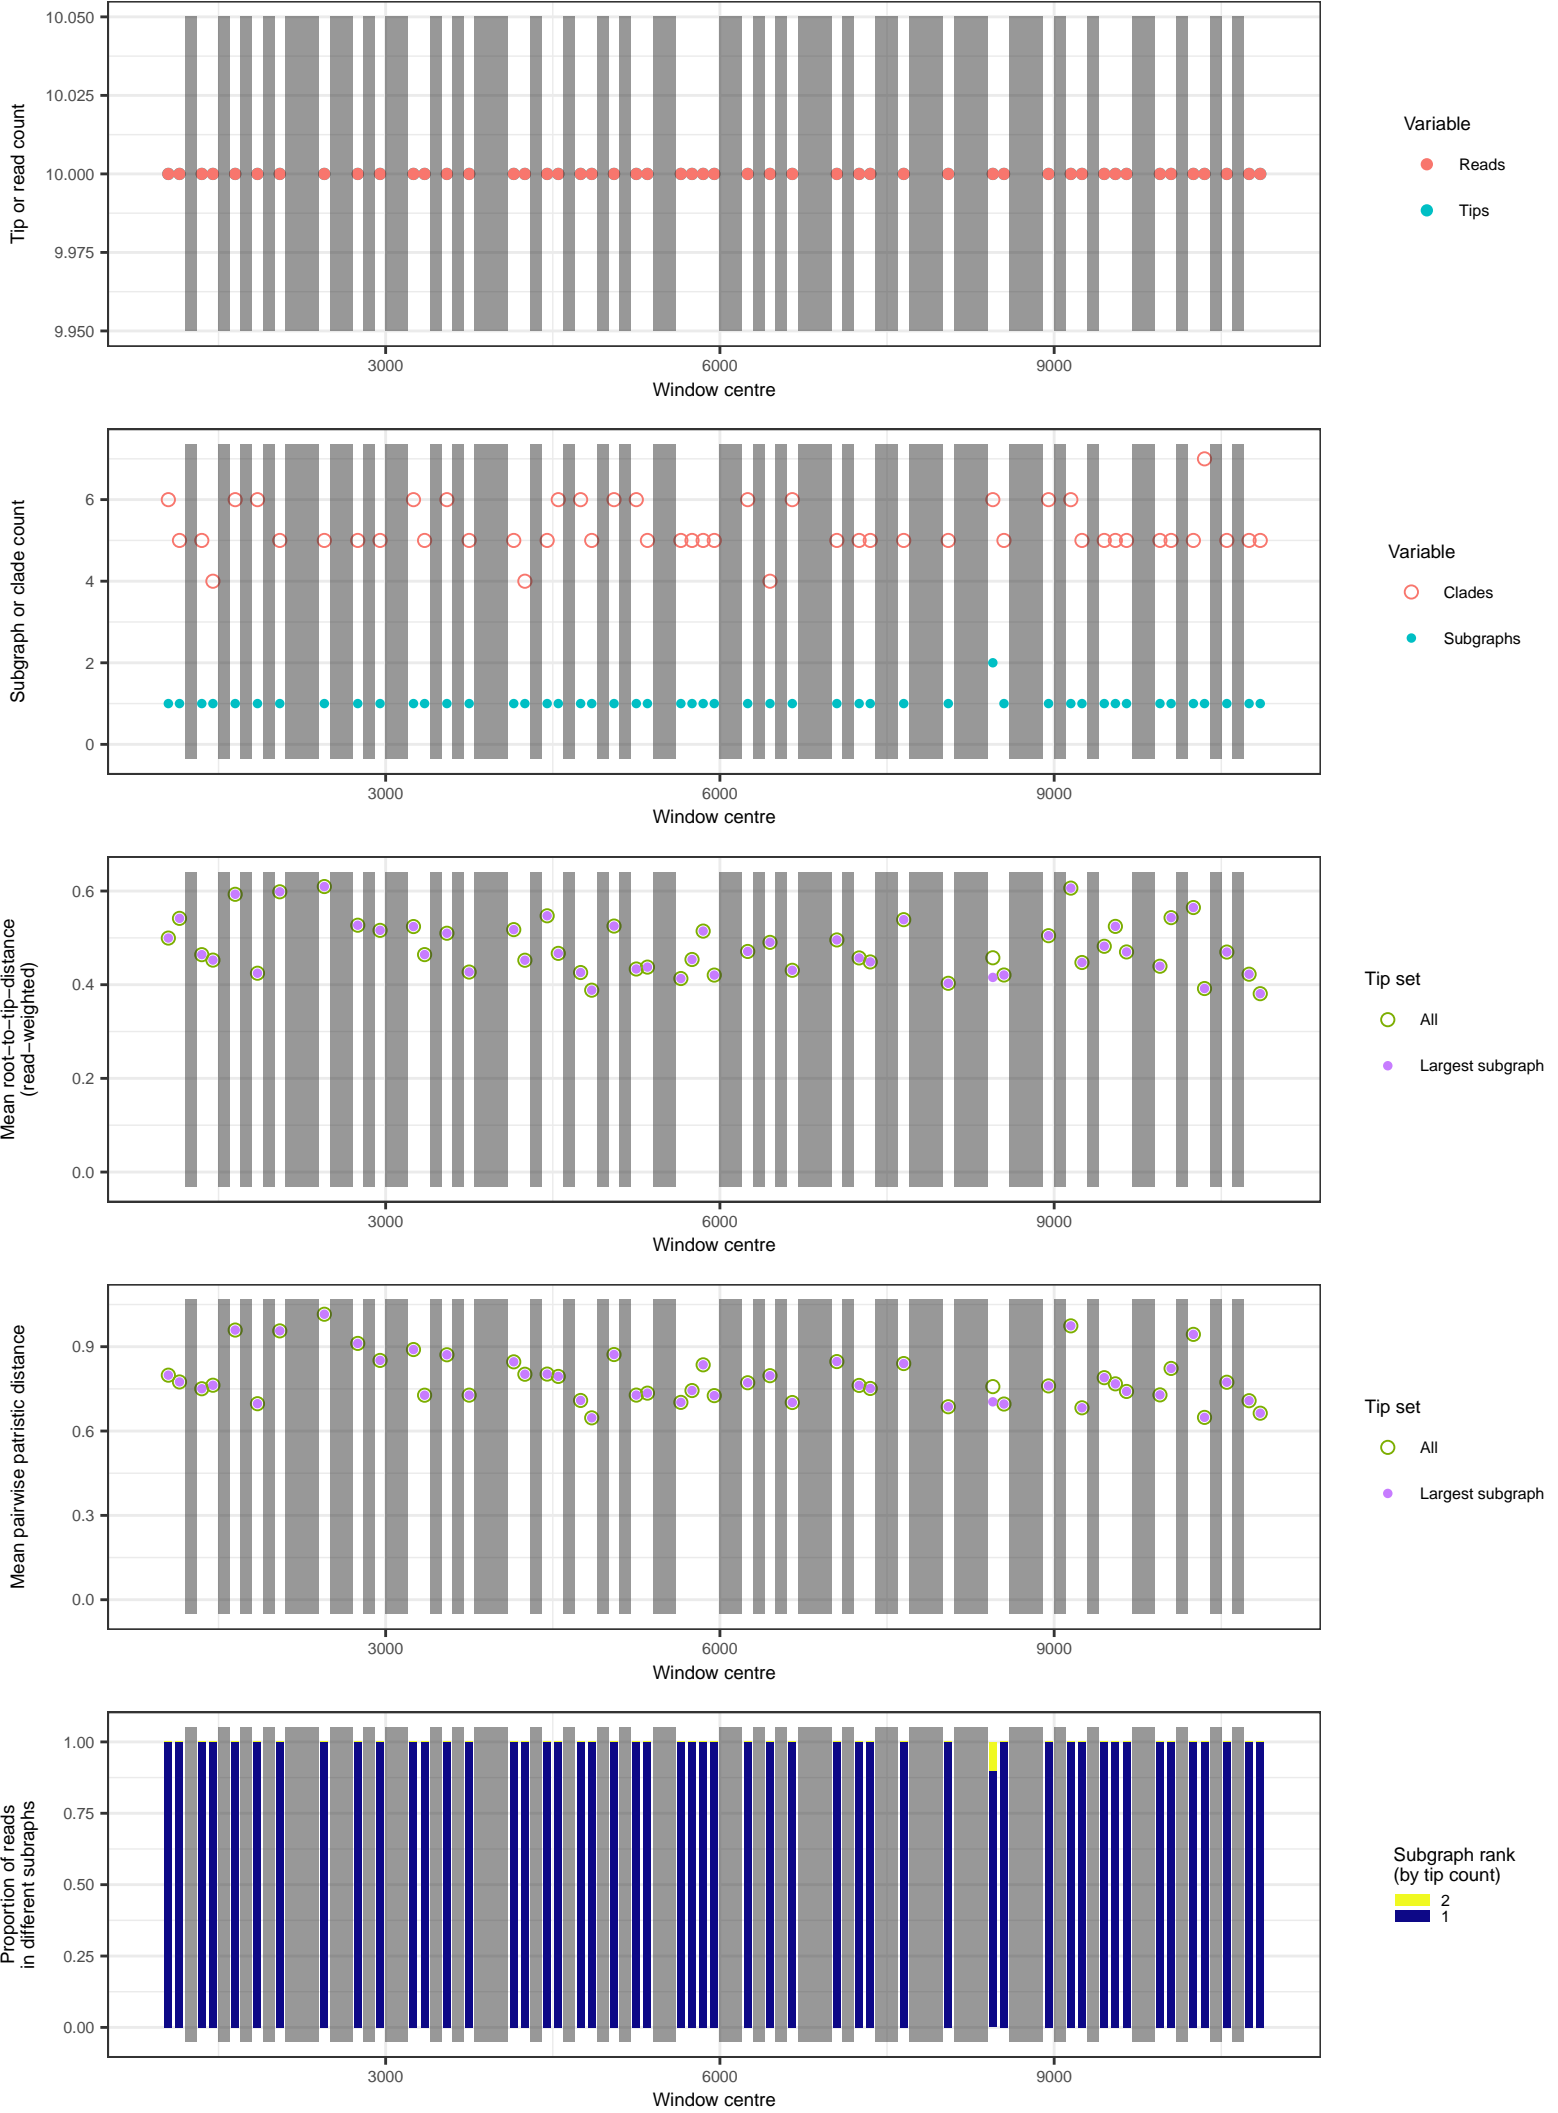 10.050
10.025
10.000
9.975
9.950
Tip or read count
3000 6000 9000
Window centre
Variable
Reads
Tips
6
4
2
0
Subgraph or clade count
3000 6000 9000
Window centre
Variable
Clades
Subgraphs
0.6
0.4
0.2
0.0
Mean root−to−tip−distance
(read−weighted)
3000 6000 9000
Window centre
Tip set
All
Largest subgraph
0.9
0.6
0.3
0.0
Mean pairwise patristic distance
3000 6000 9000
Window centre
Tip set
All
Largest subgraph
1.00
0.75
0.50
0.25
0.00
Proportion of reads
in different subraphs
3000 6000 9000
Window centre
Subgraph rank
(by tip count)
2
1